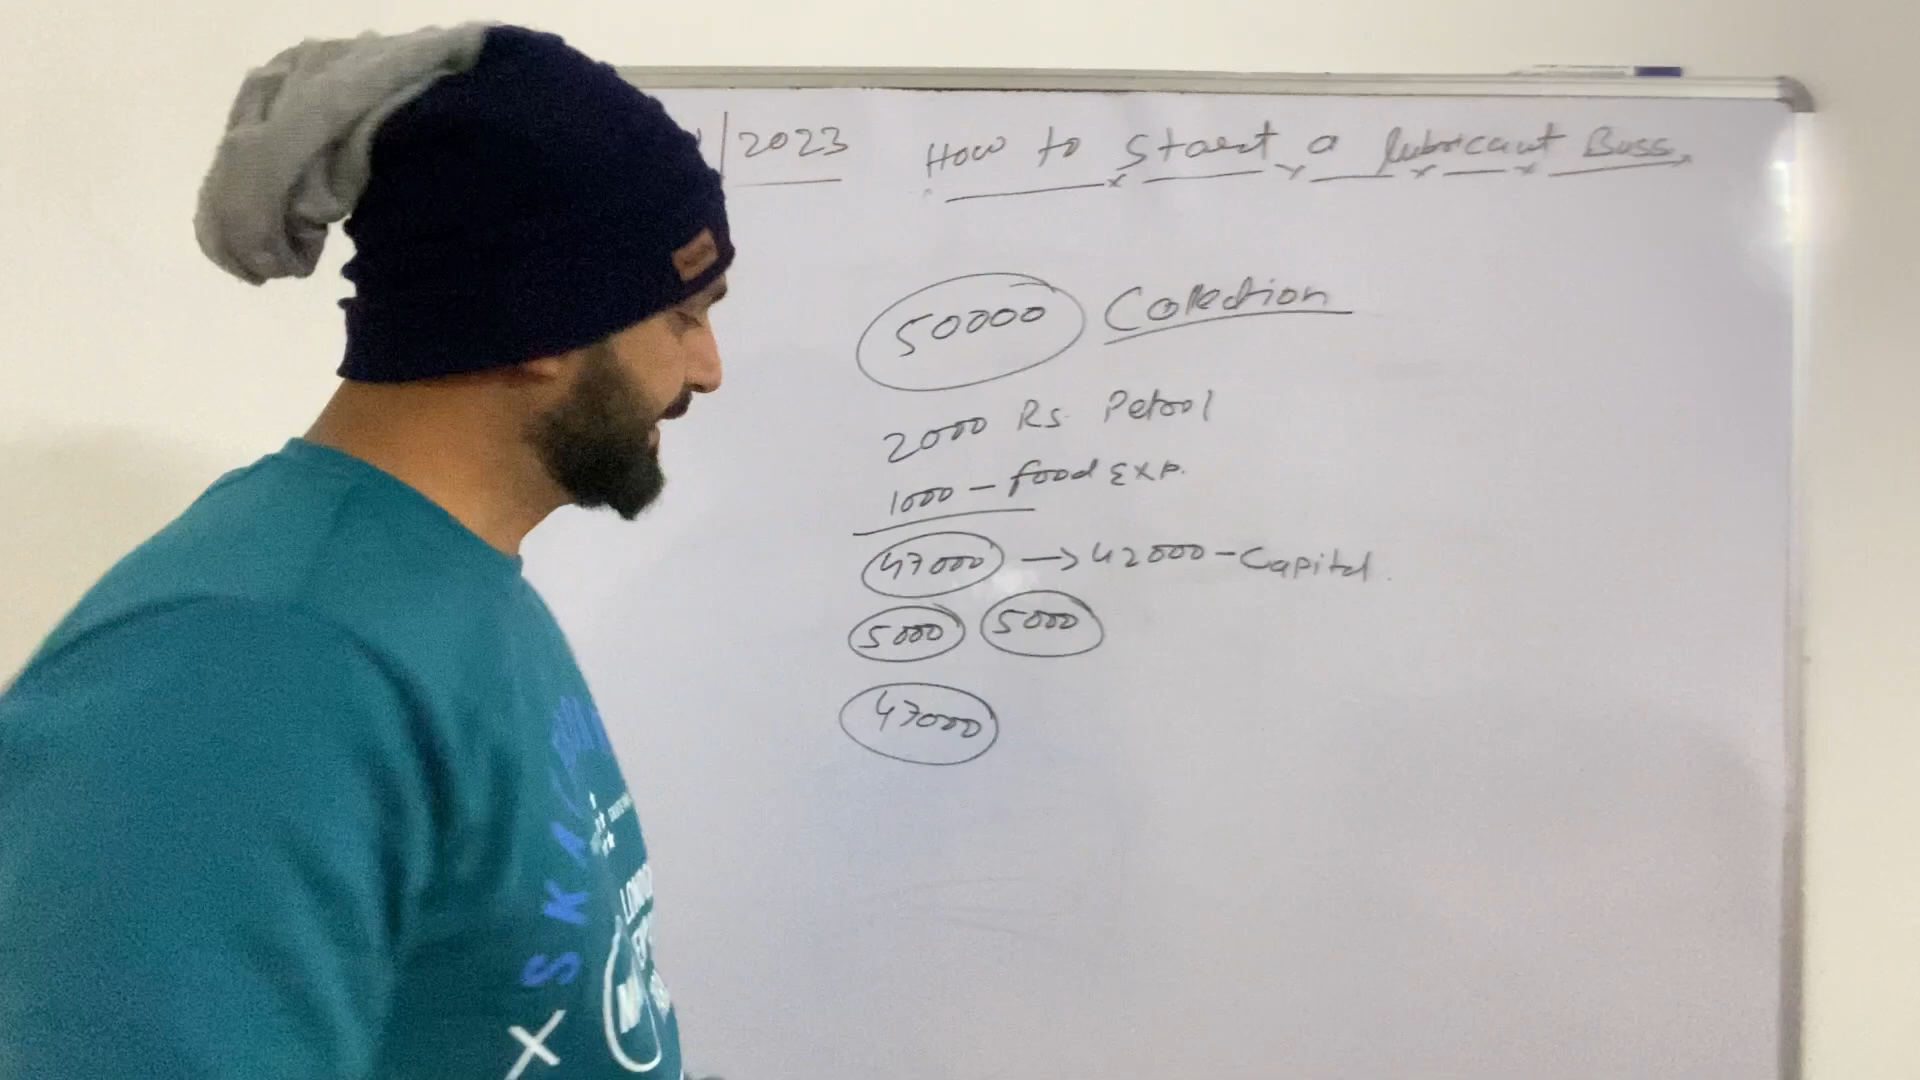 /2023 How to Start a lubricant Buss.
50000 Collection
2000 Rs. Petrol
1000 - food Exp.
47000 → 42000 - Capital.
5000 5000
47000
SKA